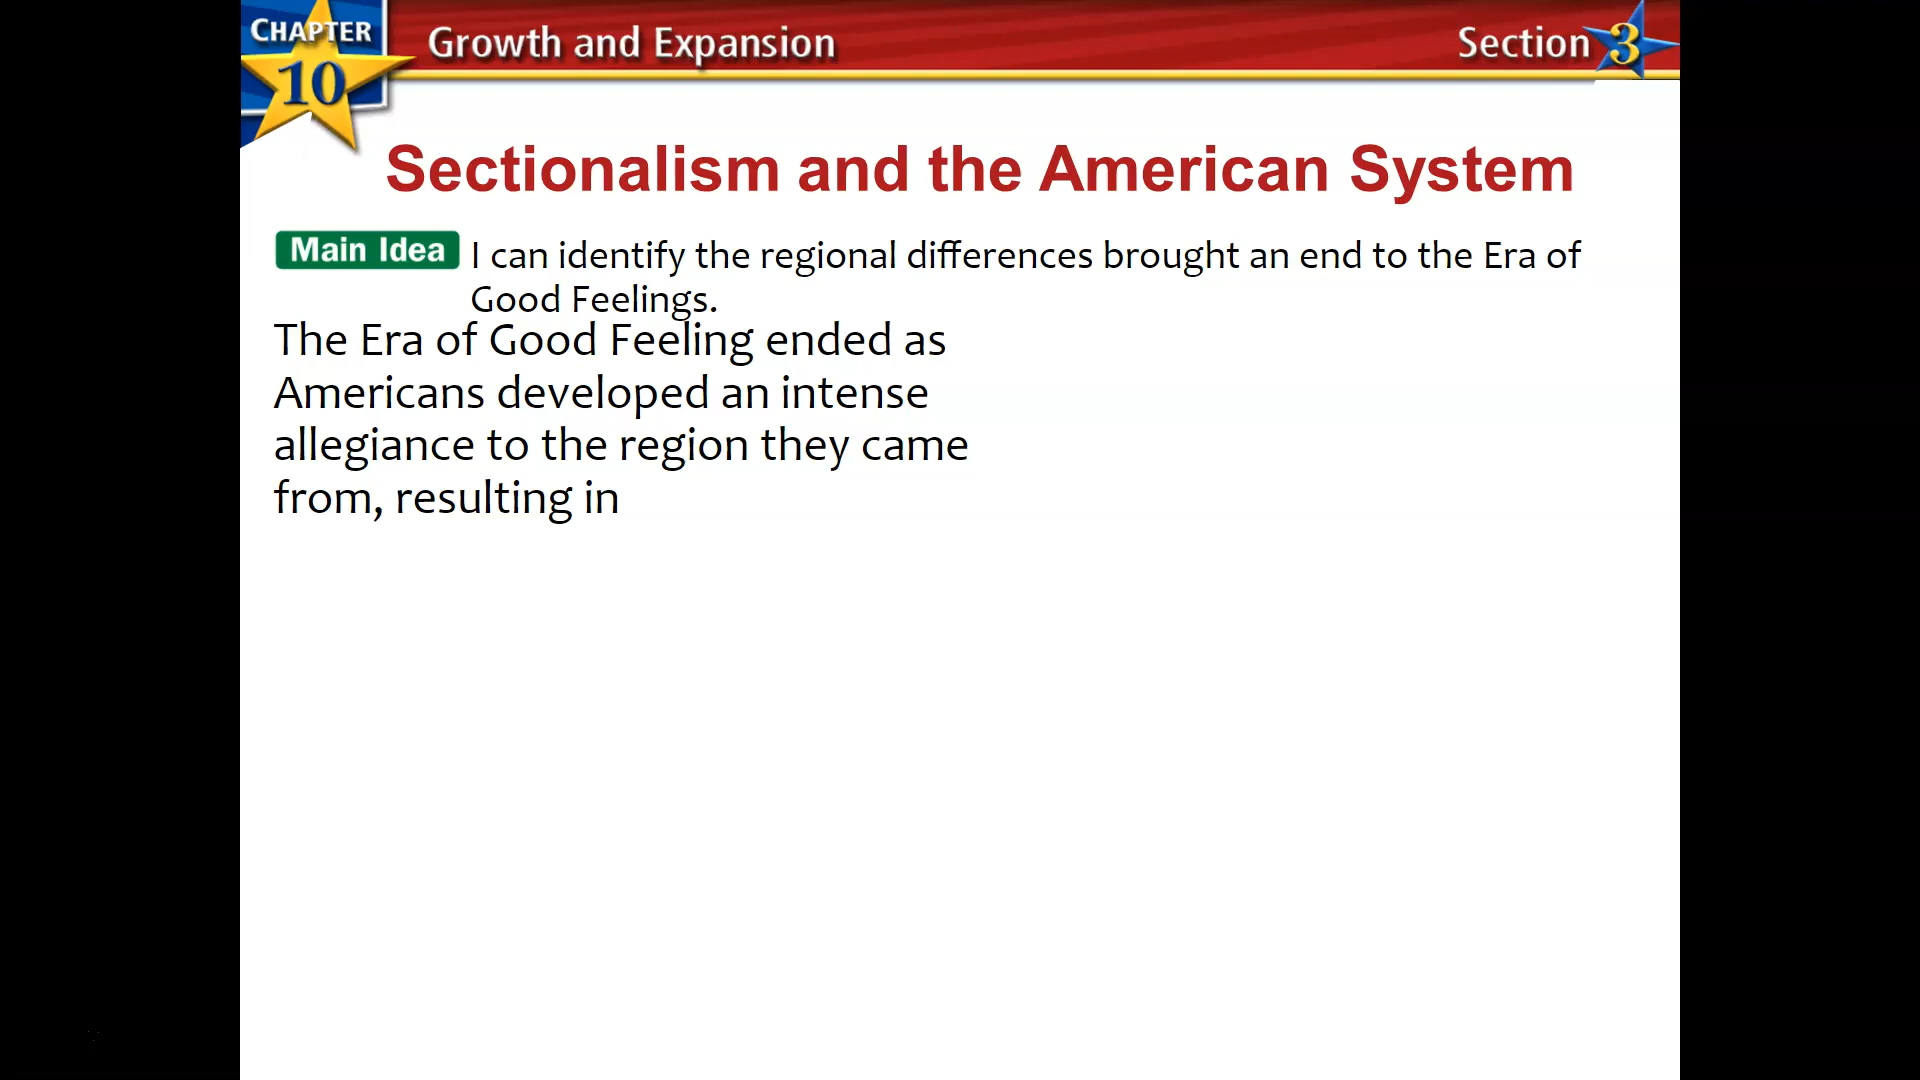 CHAPTER
10
Growth and Expansion
Section 3
Sectionalism and the American System
Main Idea
I can identify the regional differences brought an end to the Era of
Good Feelings.
The Era of Good Feeling ended as
Americans developed an intense
allegiance to the region they came
from, resulting in